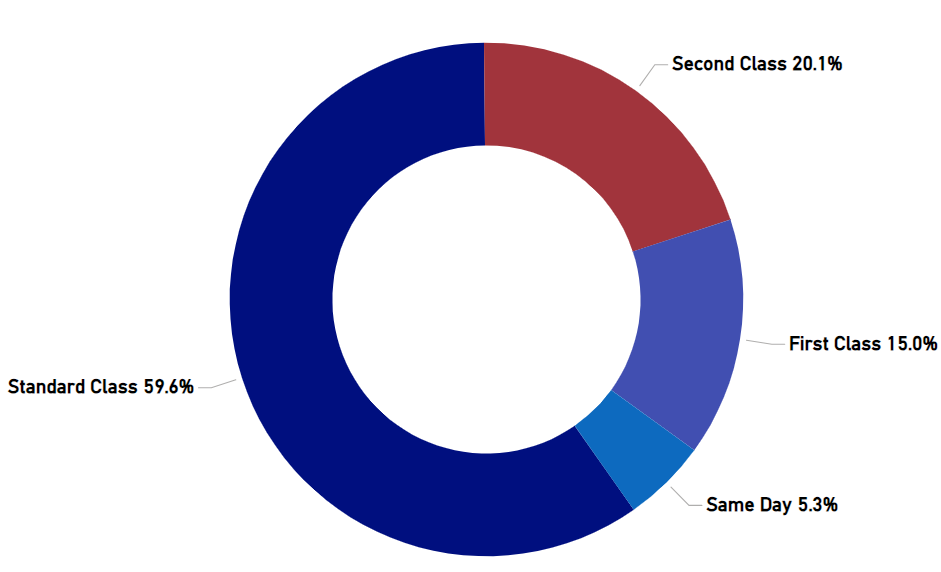 Second Class 20.1%
First Class 15.0%
Standard Class 59.6%
Same Day 5.3%